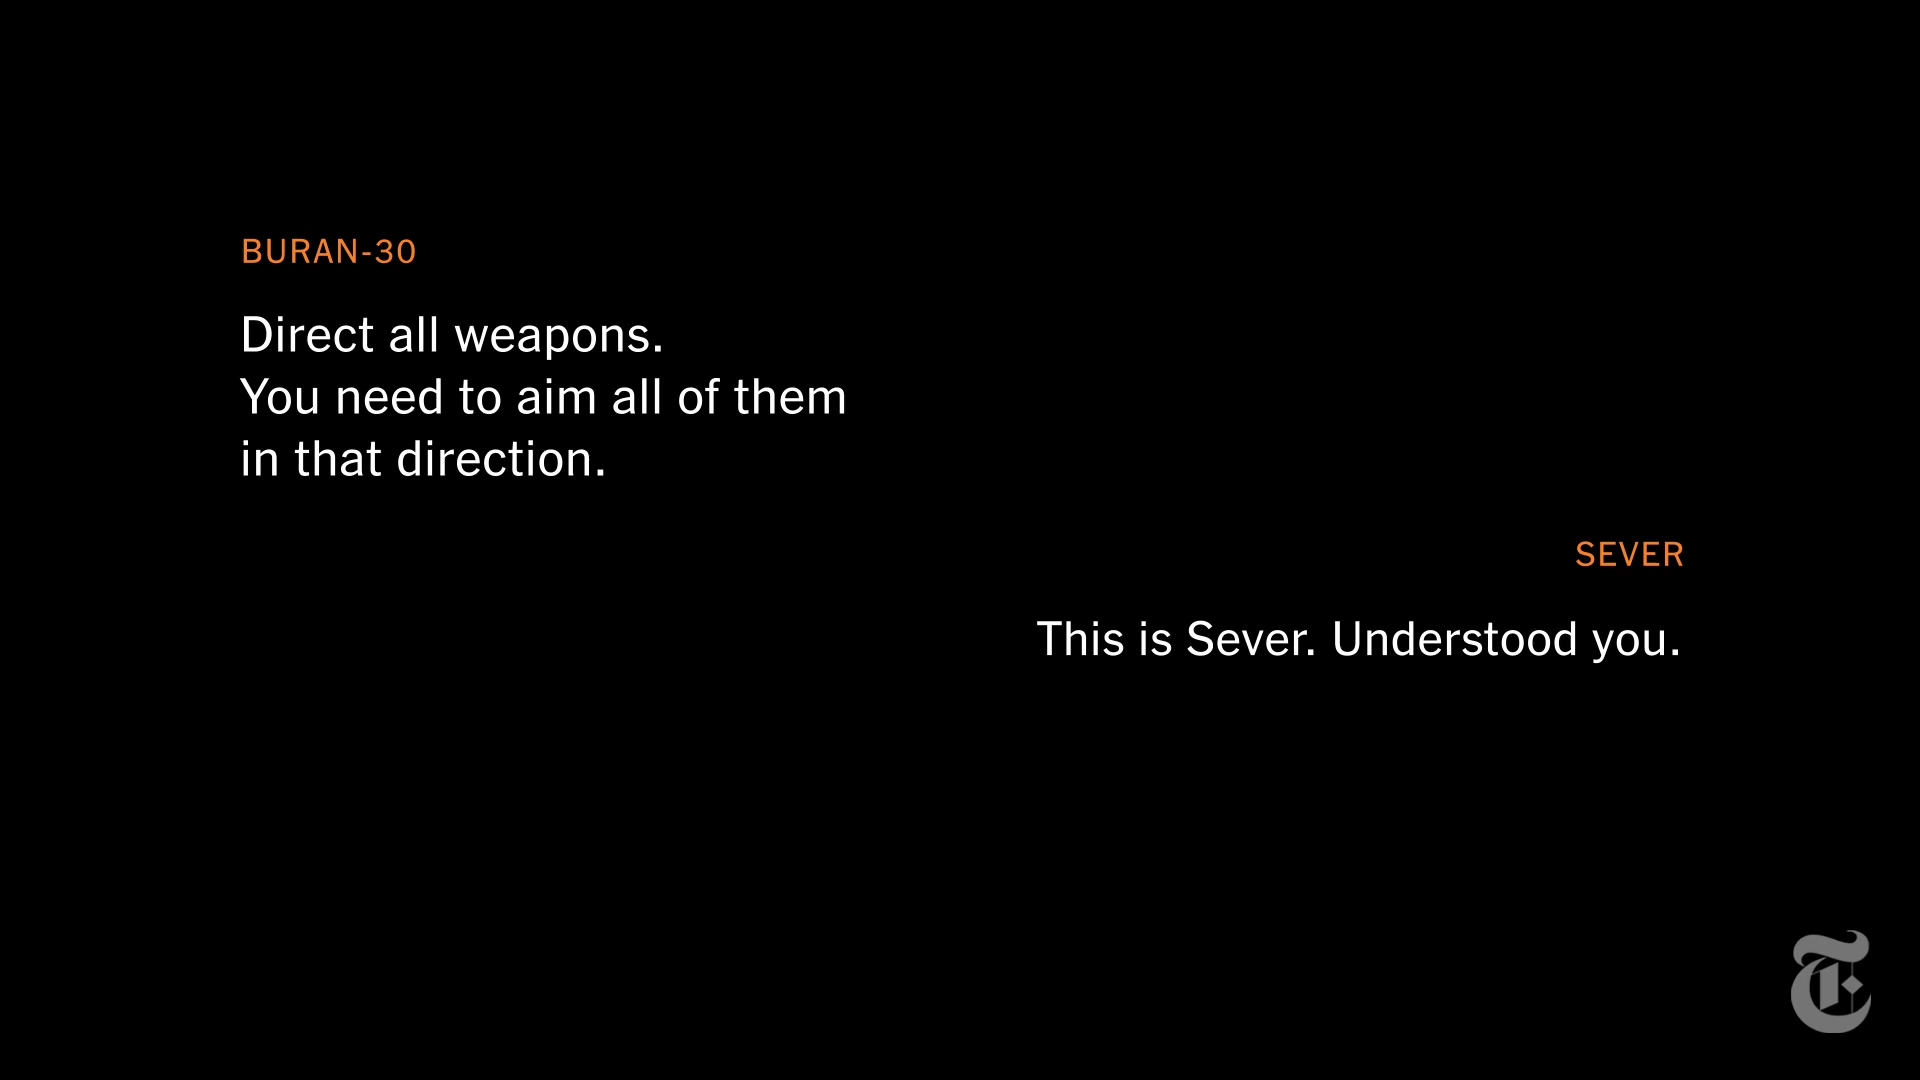 BURAN-30
Direct all weapons.
You need to aim all of them
in that direction.
SEVER
This is Sever. Understood you.